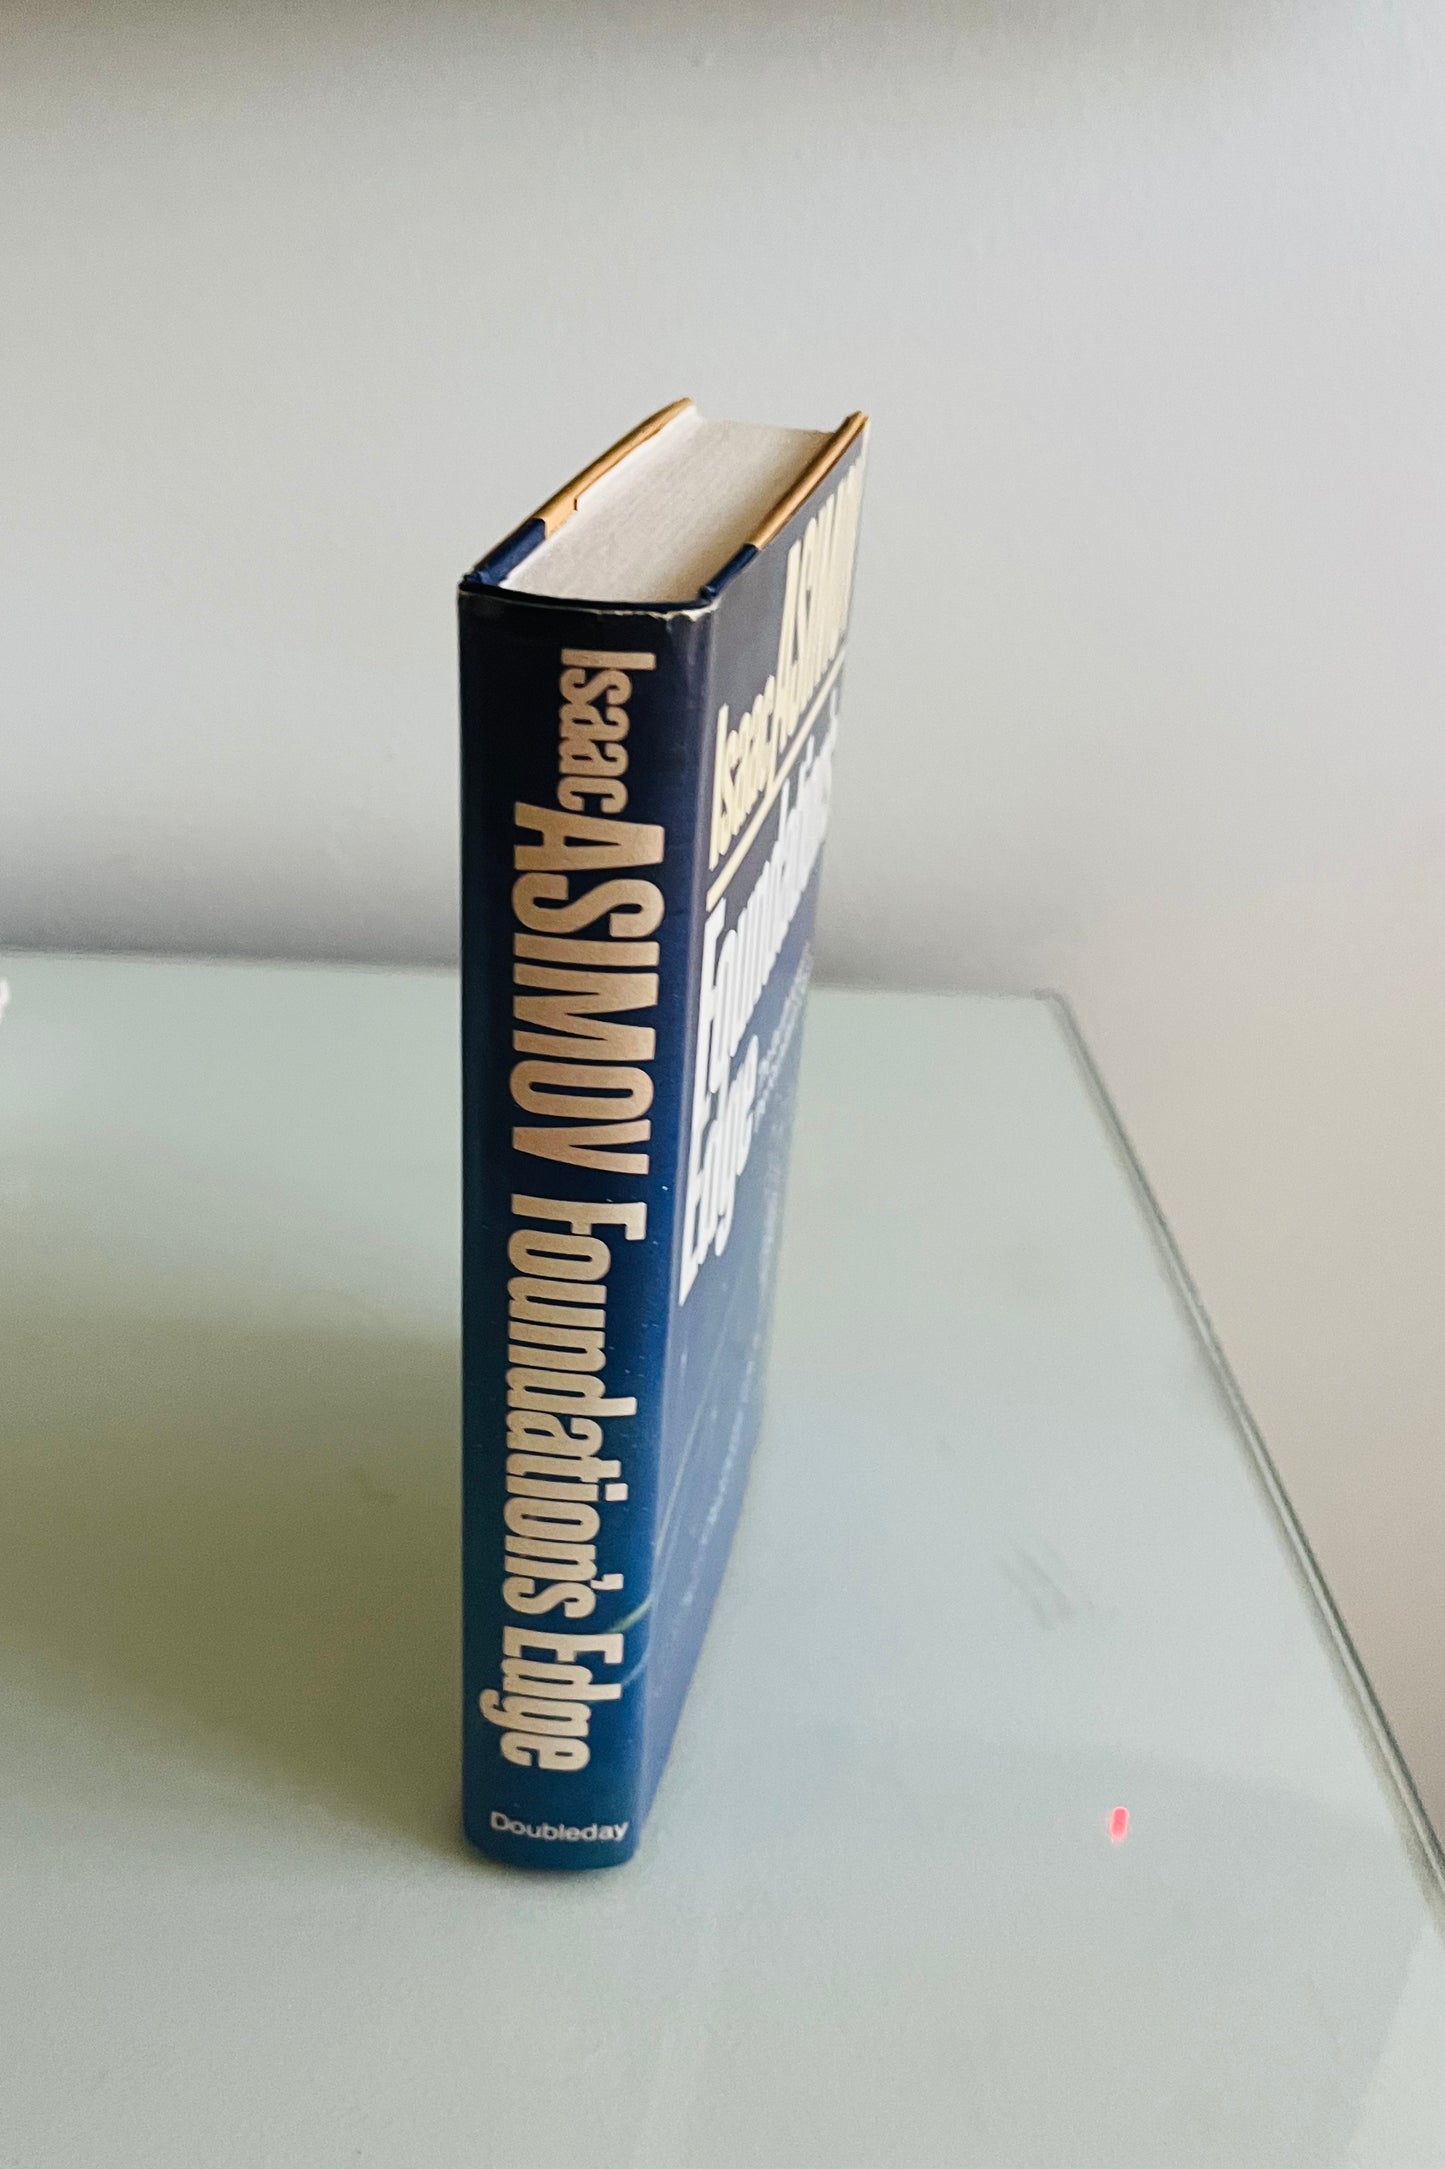 Isaac ASIMOV Foundation's Edge
Doubleday
Isaac ASIMOV
Foundation's
Edge